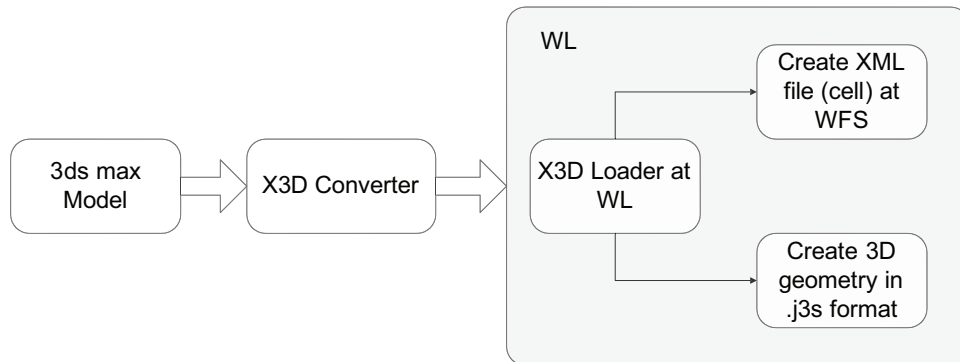 WL
3ds max
Model
X3D Converter
X3D Loader at
WL
Create XML
file (cell) at
WFS
Create 3D
geometry in
.j3s format